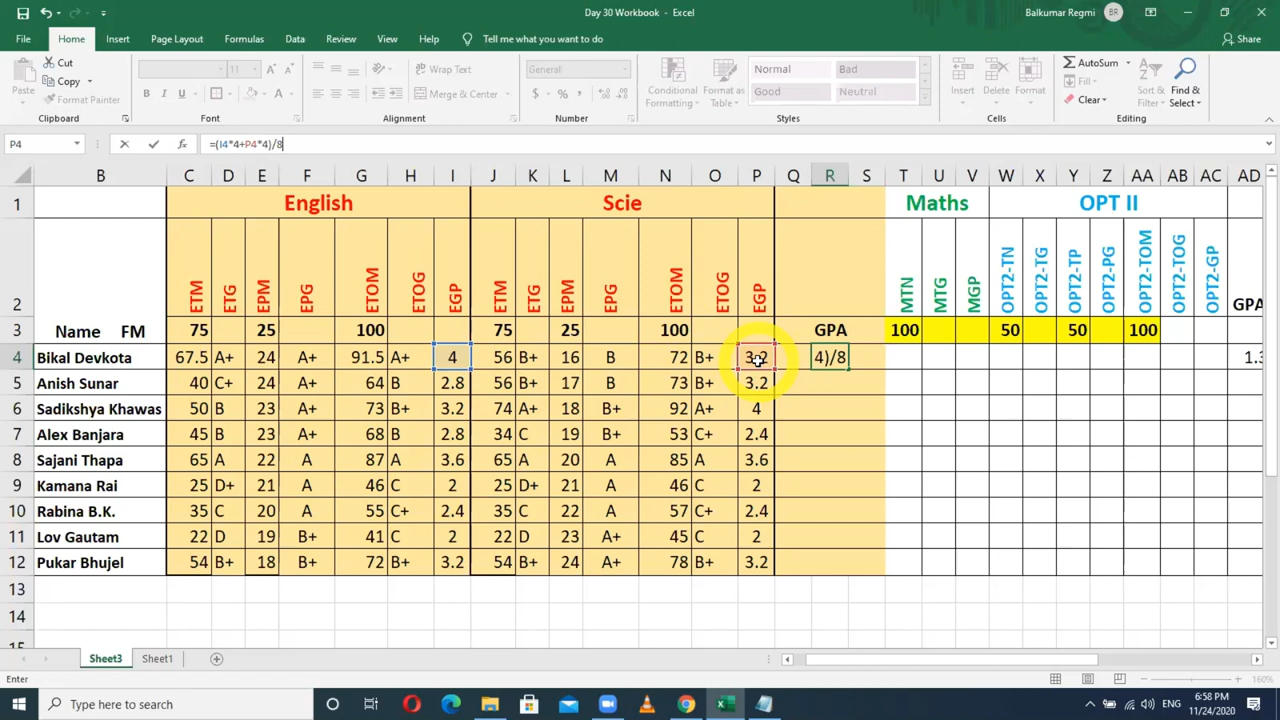 Day 30 Workbook - Excel
Balkumar Regmi BR
File Home Insert Page Layout Formulas Data Review View Help Tell me what you want to do Share
Paste Cut
Copy
Format Painter
Clipboard
11
B I U
Font
Wrap Text
Merge & Center
Alignment
General
$ % ,
Number
Conditional Formatting
Format as Table
Normal Bad
Good Neutral
Styles
Insert Delete Format
Cells
AutoSum
Fill
Clear
Sort & Filter
Find & Select
Editing
P4 =(I4*4+P4*4)/8
B C D E F G H I J K L M N O P Q R S T U V W X Y Z AA AB AC AD
1 English Scie Maths OPT II
2 ETM ETG EPM EPG ETOM ETOG EGP ETM ETG EPM EPG ETOM ETOG EGP MTN MTG MGP OPT2-TN OPT2-TG OPT2-TP OPT2-PG OPT2-TOM OPT2-TOG OPT2-GP GPA
3 Name FM 75 25 100 75 25 100 GPA 100 50 50 100
4 Bikal Devkota 67.5 A+ 24 A+ 91.5 A+ 4 56 B+ 16 B 72 B+ 3.2 4)/8 1.3
5 Anish Sunar 40 C+ 24 A+ 64 B 2.8 56 B+ 17 B 73 B+ 3.2
6 Sadikshya Khawas 50 B 23 A+ 73 B+ 3.2 74 A+ 18 B+ 92 A+ 4
7 Alex Banjara 45 B 23 A+ 68 B 2.8 34 C 19 B+ 53 C+ 2.4
8 Sajani Thapa 65 A 22 A 87 A 3.6 65 A 20 A 85 A 3.6
9 Kamana Rai 25 D+ 21 A 46 C 2 25 D+ 21 A 46 C 2
10 Rabina B.K. 35 C 20 A 55 C+ 2.4 35 C 22 A 57 C+ 2.4
11 Lov Gautam 22 D 19 B+ 41 C 2 22 D 23 A+ 45 C 2
12 Pukar Bhujel 54 B+ 18 B+ 72 B+ 3.2 54 B+ 24 A+ 78 B+ 3.2
13
14
15
Sheet3 Sheet1
Enter 160%
Type here to search
ENG
6:58 PM
11/24/2020